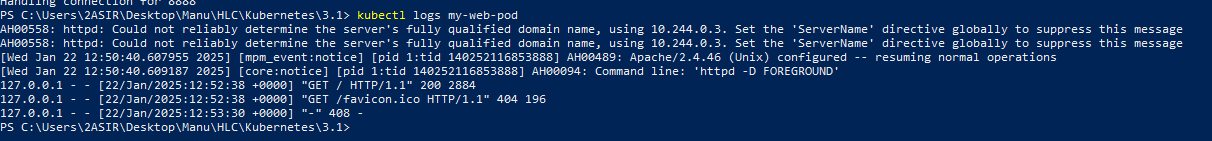 Handling connection for 8888
PS C:\Users\2ASIR\Desktop\Manu\HLC\Kubernetes\3.1> kubectl logs my-web-pod
AH00558: httpd: Could not reliably determine the server's fully qualified domain name, using 10.244.0.3. Set the 'ServerName' directive globally to suppress this message
AH00558: httpd: Could not reliably determine the server's fully qualified domain name, using 10.244.0.3. Set the 'ServerName' directive globally to suppress this message
[Wed Jan 22 12:50:40.607955 2025] [mpm_event:notice] [pid 1:tid 140252116853888] AH00489: Apache/2.4.46 (Unix) configured -- resuming normal operations
[Wed Jan 22 12:50:40.609187 2025] [core:notice] [pid 1:tid 140252116853888] AH00094: Command line: 'httpd -D FOREGROUND'
127.0.0.1 - - [22/Jan/2025:12:52:38 +0000] "GET / HTTP/1.1" 200 2884
127.0.0.1 - - [22/Jan/2025:12:52:38 +0000] "GET /favicon.ico HTTP/1.1" 404 196
127.0.0.1 - - [22/Jan/2025:12:53:30 +0000] "-" 408 -
PS C:\Users\2ASIR\Desktop\Manu\HLC\Kubernetes\3.1>